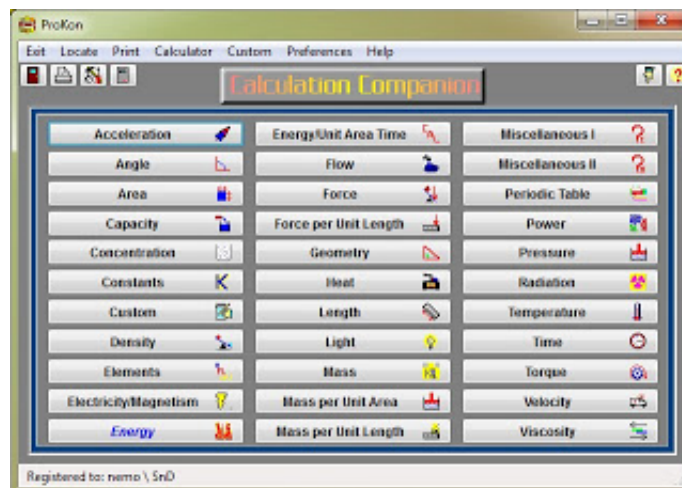 ProKon
Exit Locate Print Calculator Custom Preferences Help
Calculation Companion
Acceleration Energy/Unit Area Time Miscellaneous I
Angle Flow Miscellaneous II
Area Force Periodic Table
Capacity Force per Unit Length Power
Concentration Geometry Pressure
Constants Heat Radiation
Custom Length Temperature
Density Light Time
Elements Mass Torque
Electricity/Magnetism Mass per Unit Area Velocity
Energy Mass per Unit Length Viscosity
Registered to: nemo \ SnD